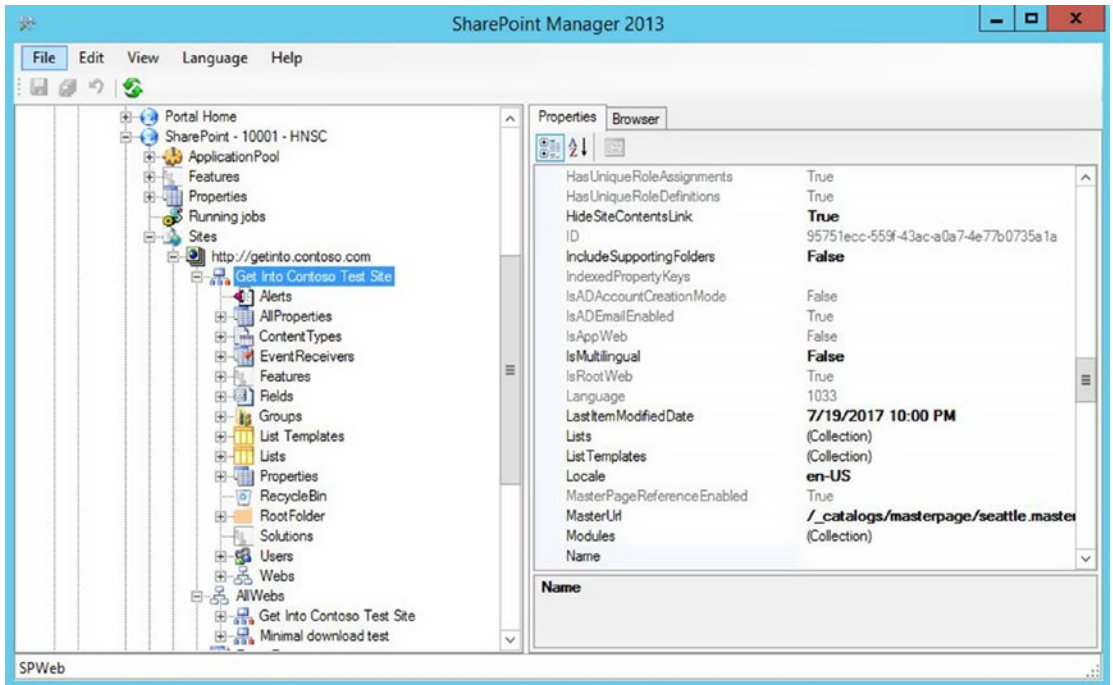 SharePoint Manager 2013
File Edit View Language Help
Portal Home
SharePoint - 10001 - HNSC
ApplicationPool
Features
Properties
Running jobs
Sites
http://getinto.contoso.com
Get Into Contoso Test Site
Alerts
AllProperties
ContentTypes
EventReceivers
Features
Fields
Groups
List Templates
Lists
Properties
RecycleBin
RootFolder
Solutions
Users
Webs
AllWebs
Get Into Contoso Test Site
Minimal download test
Properties Browser
HasUniqueRoleAssignments True
HasUniqueRoleDefinitions True
HideSiteContentsLink True
ID 95751ecc-559f-43ac-a0a7-4e77b0735a1a
IncludeSupportingFolders False
IndexedPropertyKeys
IsADAccountCreationMode False
IsADEmailEnabled True
IsAppWeb False
IsMultilingual False
IsRootWeb True
Language 1033
LastItemModifiedDate 7/19/2017 10:00 PM
Lists (Collection)
ListTemplates (Collection)
Locale en-US
MasterPageReferenceEnabled True
MasterUrl /_catalogs/masterpage/seattle.master
Modules (Collection)
Name
Name
SPWeb